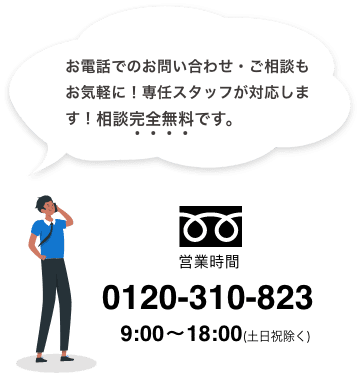 お電話でのお問い合わせ・ご相談も
お気軽に！専任スタッフが対応しま
す！相談完全無料です。
営業時間
0120-310-823
9:00〜18:00(土日祝除く)